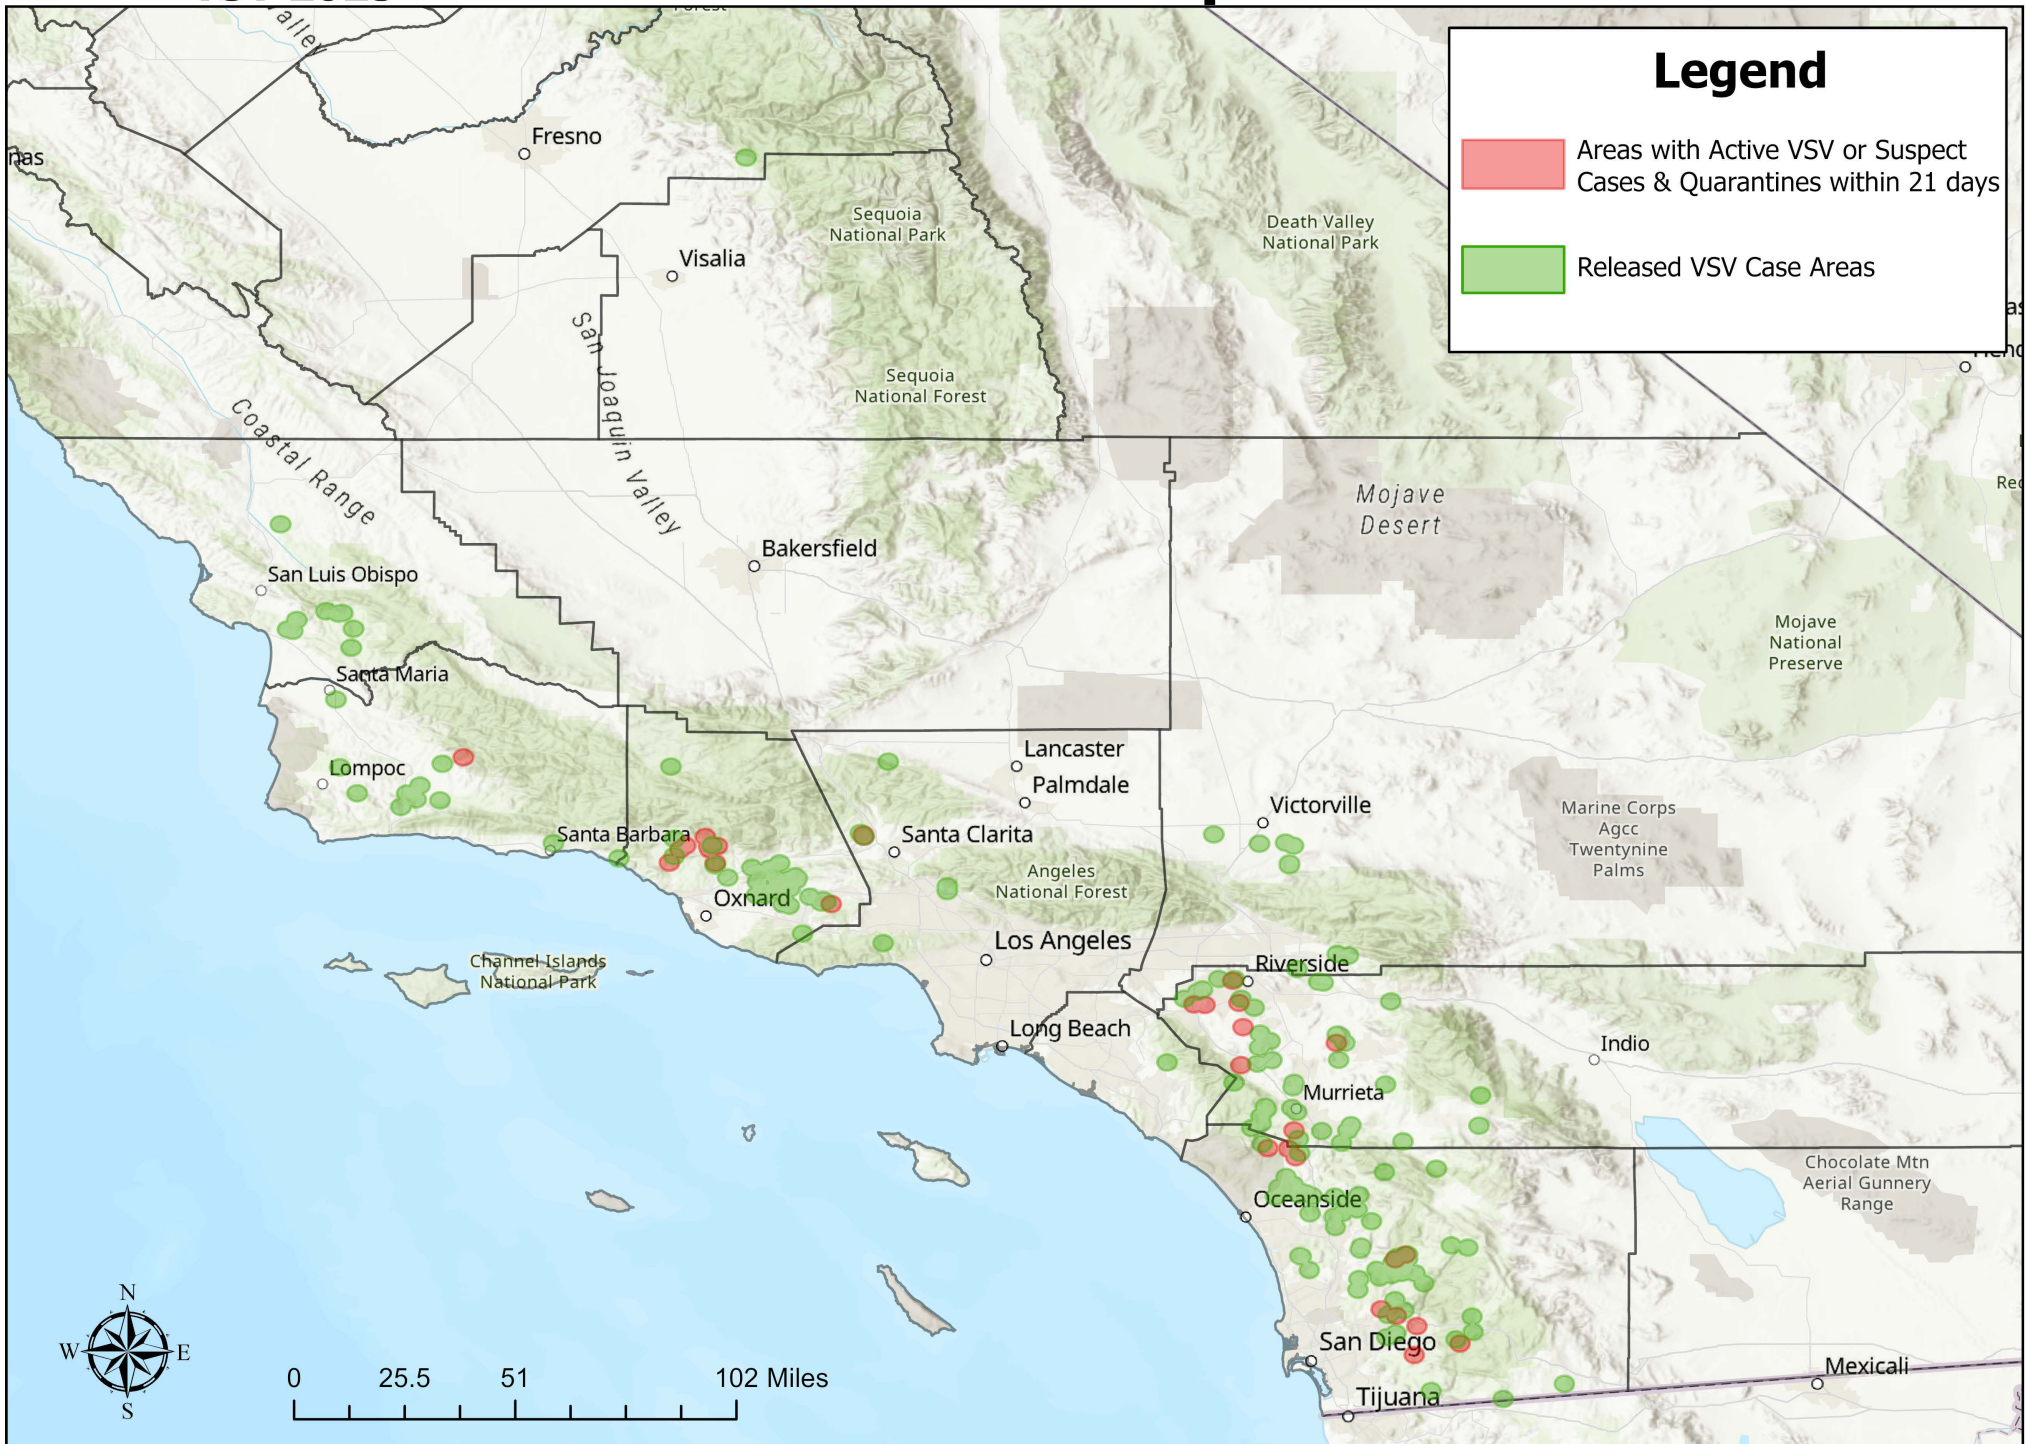 Valley
Forest
Legend
Areas with Active VSV or Suspect
Cases & Quarantines within 21 days
Released VSV Case Areas
Fresno
nas
Sequoia
National Park
Death Valley
National Park
Visalia
San Joaquin Valley
Sequoia
National Forest
Coastal Range
Mojave
Desert
Bakersfield
San Luis Obispo
Mojave
National
Preserve
Santa Maria
Lancaster
Palmdale
Lompoc
Victorville
Marine Corps
Agcc
Twentynine
Palms
Santa Barbara
Santa Clarita
Angeles
National Forest
Oxnard
Los Angeles
Channel Islands
National Park
Riverside
Long Beach
Indio
Murrieta
Chocolate Mtn
Aerial Gunnery
Range
Oceanside
San Diego
Mexicali
Tijuana
N
W E
S
0 25.5 51 102 Miles